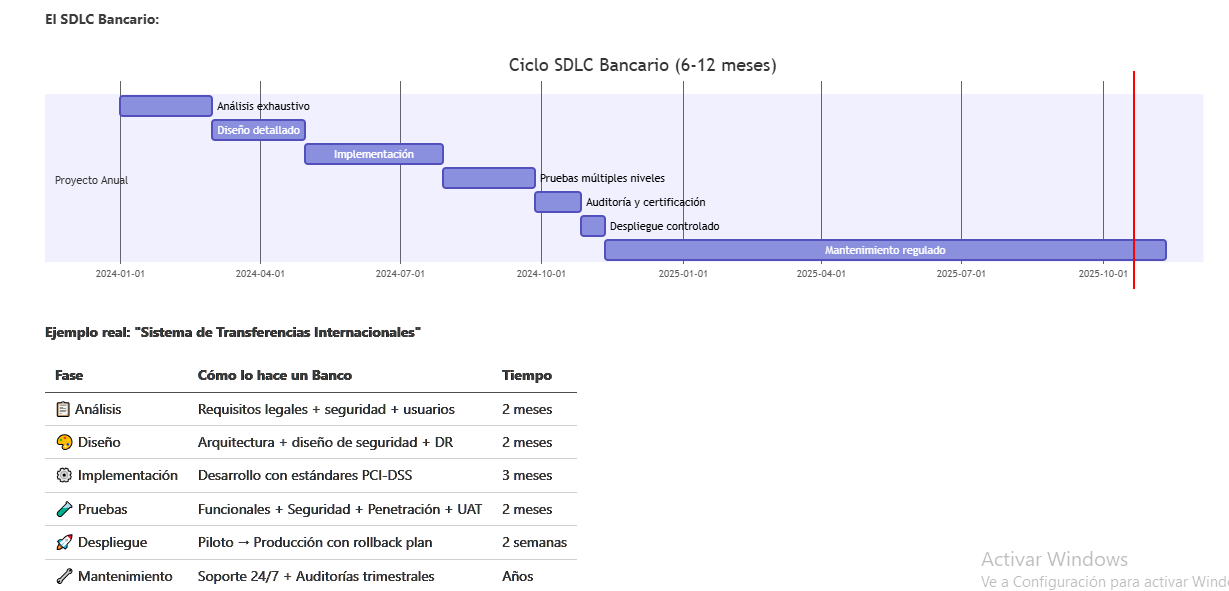 El SDLC Bancario:
Ciclo SDLC Bancario (6-12 meses)
Análisis exhaustivo
Diseño detallado
Implementación
Pruebas múltiples niveles
Proyecto Anual
Auditoría y certificación
Despliegue controlado
Mantenimiento regulado
2024-01-01 2024-04-01 2024-07-01 2024-10-01 2025-01-01 2025-04-01 2025-07-01 2025-10-01
Ejemplo real: "Sistema de Transferencias Internacionales"
Fase Cómo lo hace un Banco Tiempo
📋 Análisis Requisitos legales + seguridad + usuarios 2 meses
🎨 Diseño Arquitectura + diseño de seguridad + DR 2 meses
⚙️ Implementación Desarrollo con estándares PCI-DSS 3 meses
🧪 Pruebas Funcionales + Seguridad + Penetración + UAT 2 meses
🚀 Despliegue Piloto → Producción con rollback plan 2 semanas
🔧 Mantenimiento Soporte 24/7 + Auditorías trimestrales Años
Activar Windows
Ve a Configuración para activar Wind